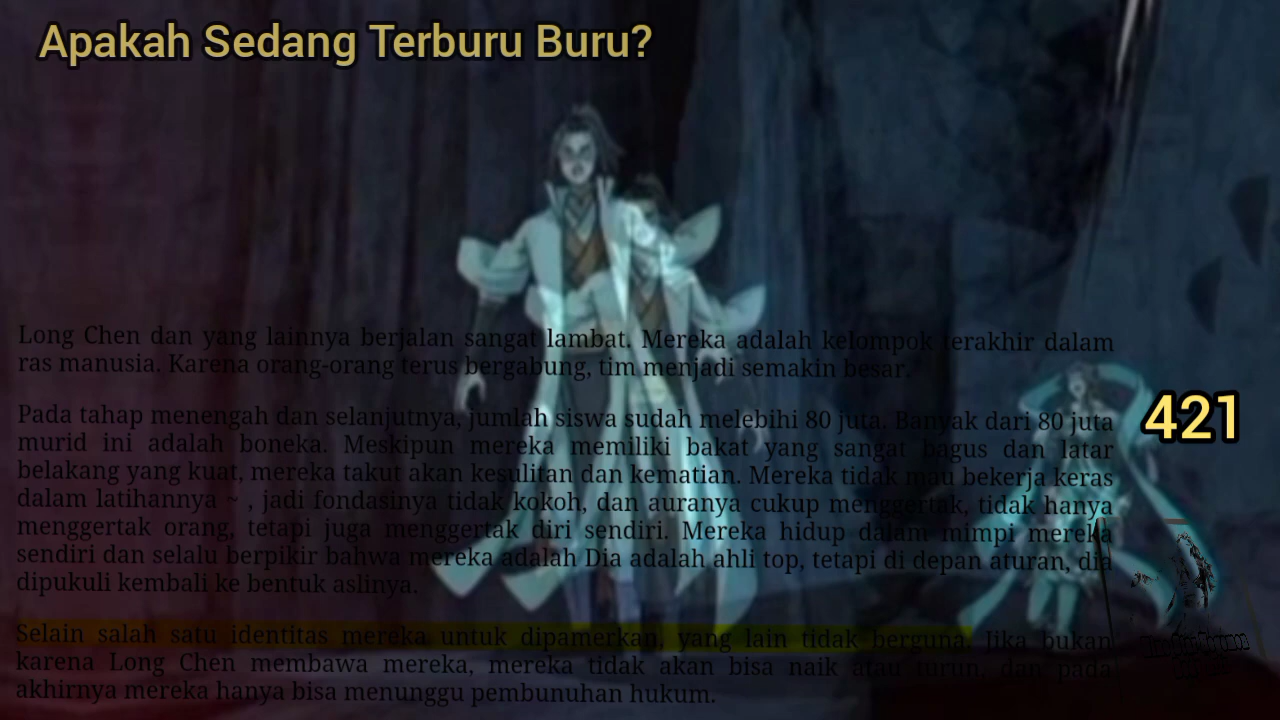 Apakah Sedang Terburu Buru?
Long Chen dan yang lainnya berjalan sangat lambat. Mereka adalah kelompok terakhir dalam
ras manusia. Karena orang-orang terus bergabung, tim menjadi semakin besar.
Pada tahap menengah dan selanjutnya, jumlah siswa sudah melebihi 80 juta. Banyak dari 80 juta
murid ini adalah boneka. Meskipun mereka memiliki bakat yang sangat bagus dan latar
belakang yang kuat, mereka takut akan kesulitan dan kematian. Mereka tidak mau bekerja keras
dalam latihannya ~ , jadi fondasinya tidak kokoh, dan auranya cukup menggertak, tidak hanya
menggertak orang, tetapi juga menggertak diri sendiri. Mereka hidup dalam mimpi mereka
sendiri dan selalu berpikir bahwa mereka adalah Dia adalah ahli top, tetapi di depan aturan, dia
dipukuli kembali ke bentuk aslinya.
Selain salah satu identitas mereka untuk dipamerkan, yang lain tidak berguna. Jika bukan
karena Long Chen membawa mereka, mereka tidak akan bisa naik atau turun, dan pada
akhirnya mereka hanya bisa menunggu pembunuhan hukum.
421